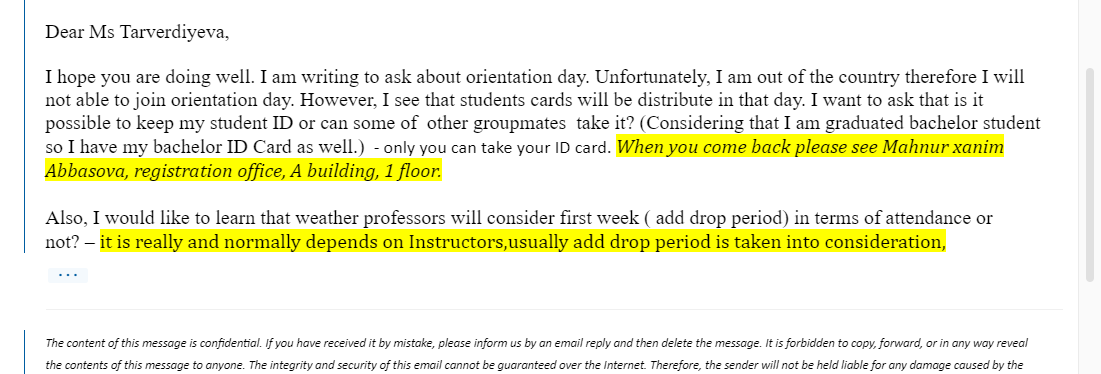 Dear Ms Tarverdiyeva,
I hope you are doing well. I am writing to ask about orientation day. Unfortunately, I am out of the country therefore I will
not able to join orientation day. However, I see that students cards will be distribute in that day. I want to ask that is it
possible to keep my student ID or can some of other groupmates take it? (Considering that I am graduated bachelor student
so I have my bachelor ID Card as well.) - only you can take your ID card. When you come back please see Mahnur xanim
Abbasova, registration office, A building, 1 floor.
Also, I would like to learn that weather professors will consider first week ( add drop period) in terms of attendance or
not? – it is really and normally depends on Instructors,usually add drop period is taken into consideration,
...
The content of this message is confidential. If you have received it by mistake, please inform us by an email reply and then delete the message. It is forbidden to copy, forward, or in any way reveal
the contents of this message to anyone. The integrity and security of this email cannot be guaranteed over the Internet. Therefore, the sender will not be held liable for any damage caused by the